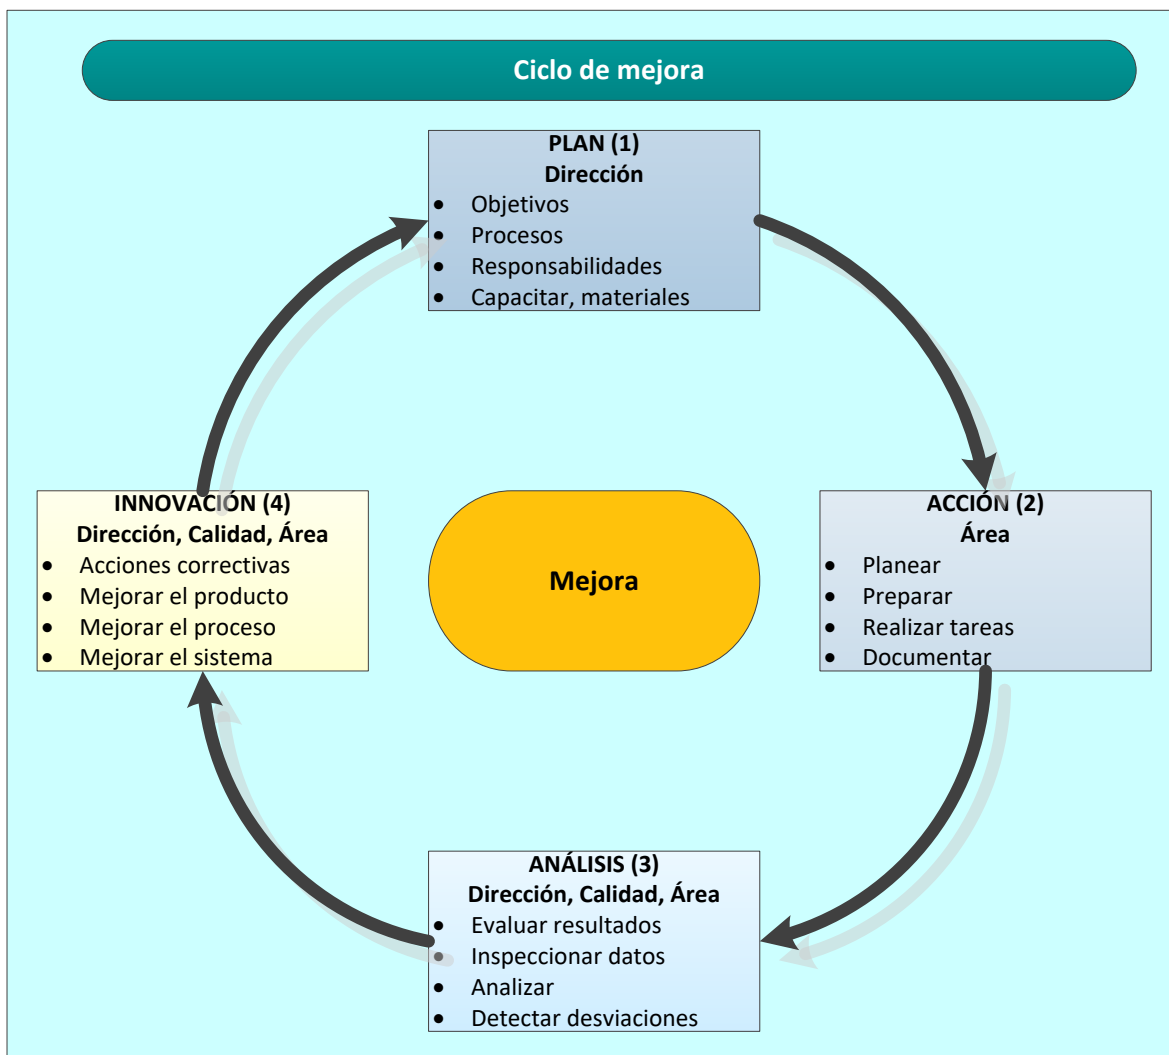 Ciclo de mejora
PLAN (1)
Dirección
• Objetivos
• Procesos
• Responsabilidades
• Capacitar, materiales
INNOVACIÓN (4)
Dirección, Calidad, Área
• Acciones correctivas
• Mejorar el producto
• Mejorar el proceso
• Mejorar el sistema
Mejora
ACCIÓN (2)
Área
• Planear
• Preparar
• Realizar tareas
• Documentar
ANÁLISIS (3)
Dirección, Calidad, Área
• Evaluar resultados
• Inspeccionar datos
• Analizar
• Detectar desviaciones